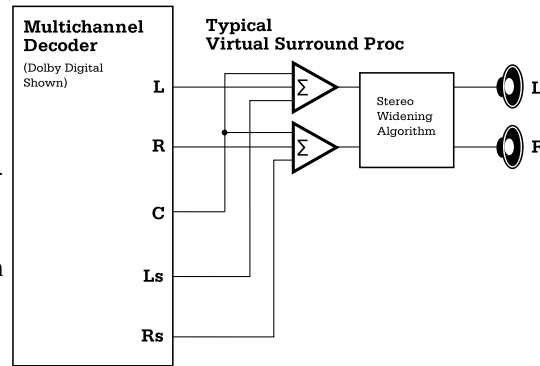 Multichannel
Decoder
(Dolby Digital
Shown)
Typical
Virtual Surround Proc
L
R
C
Ls
Rs
Σ
Σ
Stereo
Widening
Algorithm
L
R